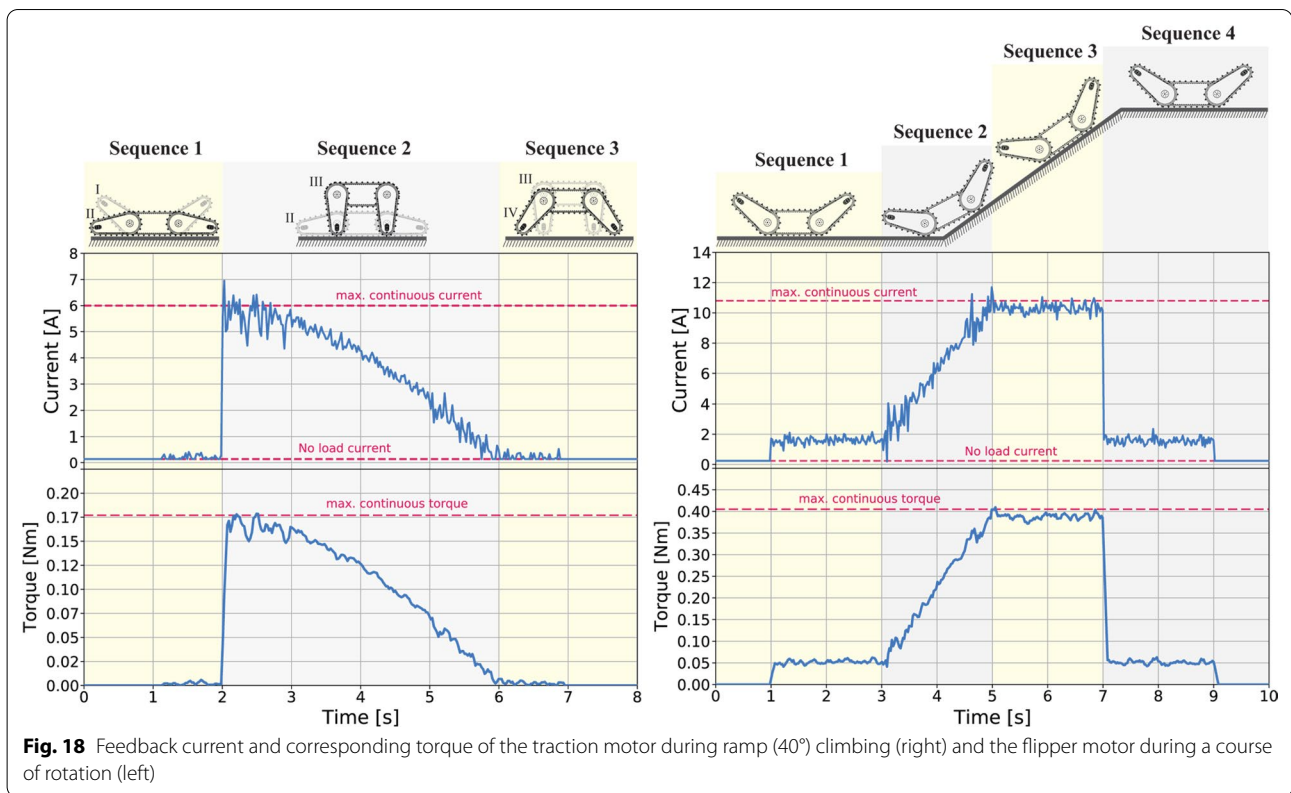 Sequence 1
Sequence 2
Sequence 3
I
II
III
II
III
IV
8
7
6
5
4
3
2
1
0
Current [A]
max. continuous current
No load current
0.20
0.17
0.15
0.12
0.10
0.07
0.05
0.02
0.00
Torque [Nm]
max. continuous torque
0 1 2 3 4 5 6 7 8
Time [s]
Sequence 1
Sequence 2
Sequence 3
Sequence 4
14
12
10
8
6
4
2
0
Current [A]
max. continuous current
No load current
0.45
0.40
0.35
0.30
0.25
0.20
0.15
0.10
0.05
0.00
Torque [Nm]
max. continuous torque
0 1 2 3 4 5 6 7 8 9 10
Time [s]
Fig. 18 Feedback current and corresponding torque of the traction motor during ramp (40°) climbing (right) and the flipper motor during a course
of rotation (left)